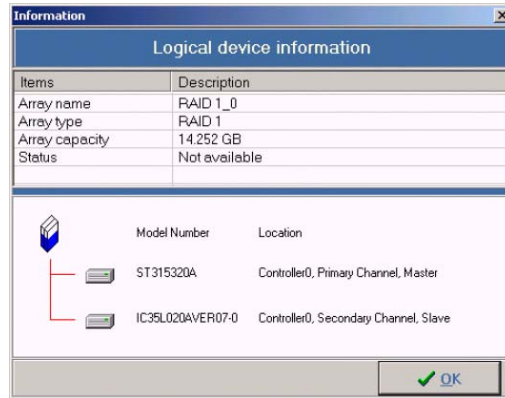 Information
Logical device information
Items Description
Array name RAID 1_0
Array type RAID 1
Array capacity 14.252 GB
Status Not available
Model Number Location
ST315320A Controller0, Primary Channel, Master
IC35L020AVER07-0 Controller0, Secondary Channel, Slave
OK